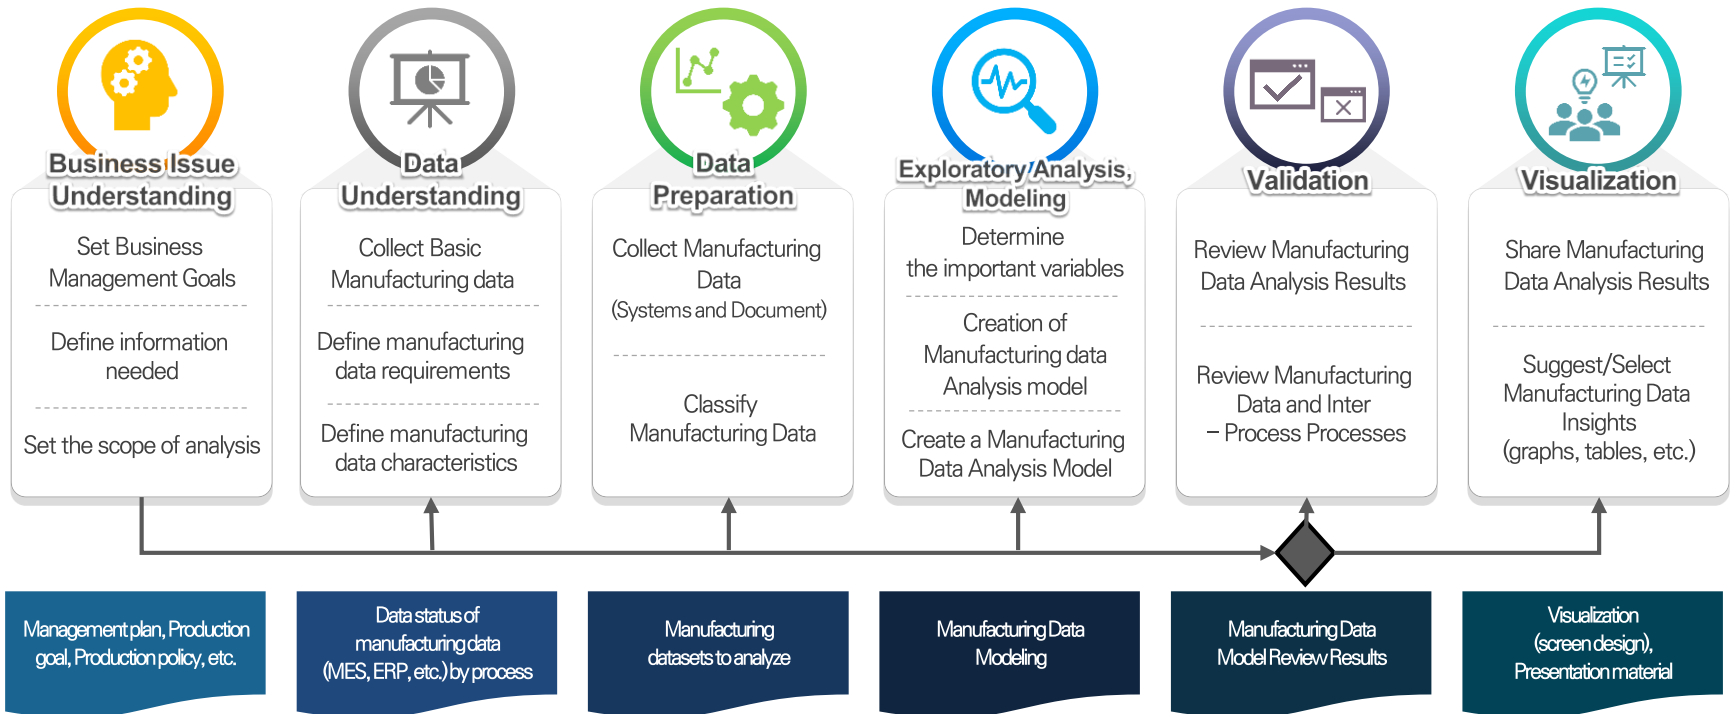 Business Issue
Understanding
Set Business
Management Goals
Define information
needed
Set the scope of analysis
Data
Understanding
Collect Basic
Manufacturing data
Define manufacturing
data requirements
Define manufacturing
data characteristics
Data
Preparation
Collect Manufacturing
Data
(Systems and Document)
Classify
Manufacturing Data
Exploratory Analysis,
Modeling
Determine
the important variables
Creation of
Manufacturing data
Analysis model
Create a Manufacturing
Data Analysis Model
Validation
Review Manufacturing
Data Analysis Results
Review Manufacturing
Data and Inter
– Process Processes
Visualization
Share Manufacturing
Data Analysis Results
Suggest/Select
Manufacturing Data
Insights
(graphs, tables, etc.)
Management plan, Production
goal, Production policy, etc.
Data status of
manufacturing data
(MES, ERP, etc.) by process
Manufacturing
datasets to analyze
Manufacturing Data
Modeling
Manufacturing Data
Model Review Results
Visualization
(screen design),
Presentation material